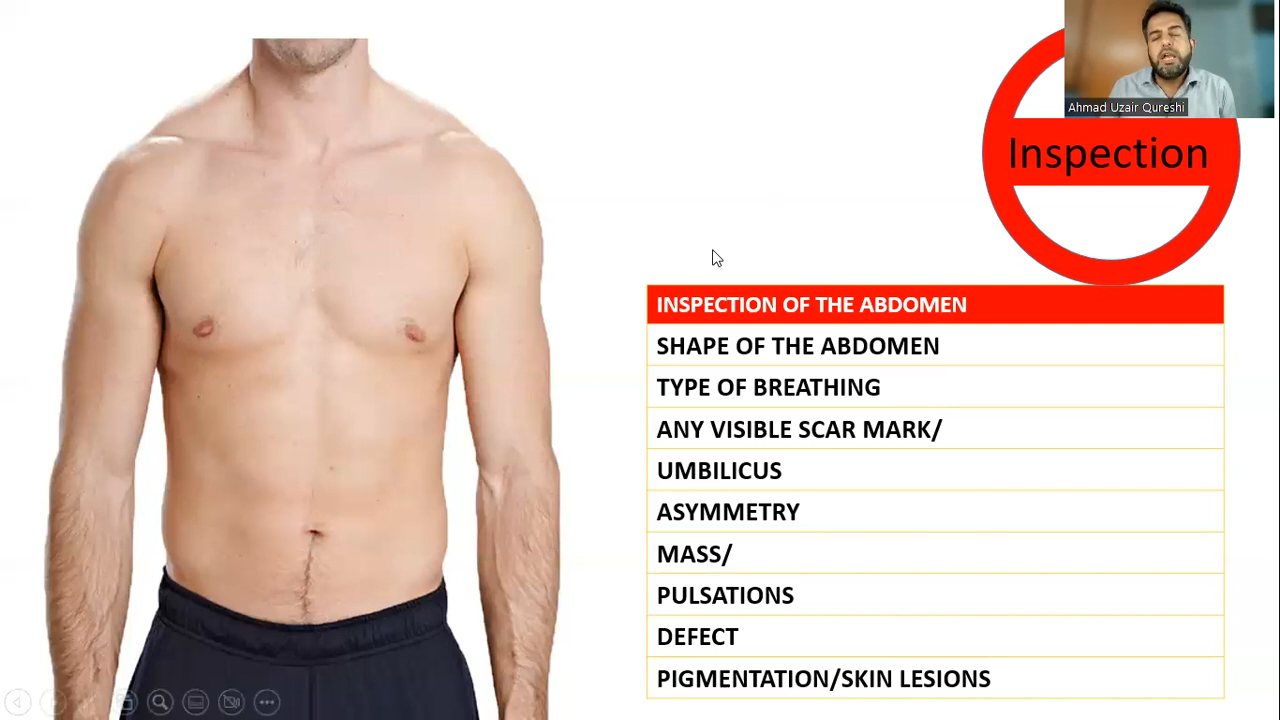 Ahmad Uzair Qureshi
Inspection
INSPECTION OF THE ABDOMEN
SHAPE OF THE ABDOMEN
TYPE OF BREATHING
ANY VISIBLE SCAR MARK/
UMBILICUS
ASYMMETRY
MASS/
PULSATIONS
DEFECT
PIGMENTATION/SKIN LESIONS